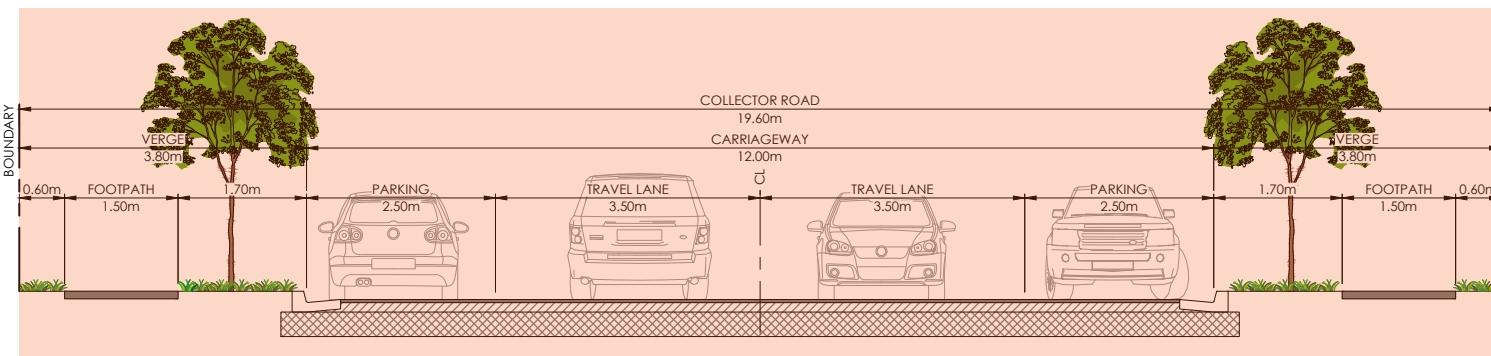 BOUNDARY
COLLECTOR ROAD
19.60m
VERGE
3.80m
CARRIAGEWAY
12.00m
VERGE
3.80m
CL
0.60m
FOOTPATH
1.50m
1.70m
PARKING
2.50m
TRAVEL LANE
3.50m
TRAVEL LANE
3.50m
PARKING
2.50m
1.70m
FOOTPATH
1.50m
0.60m